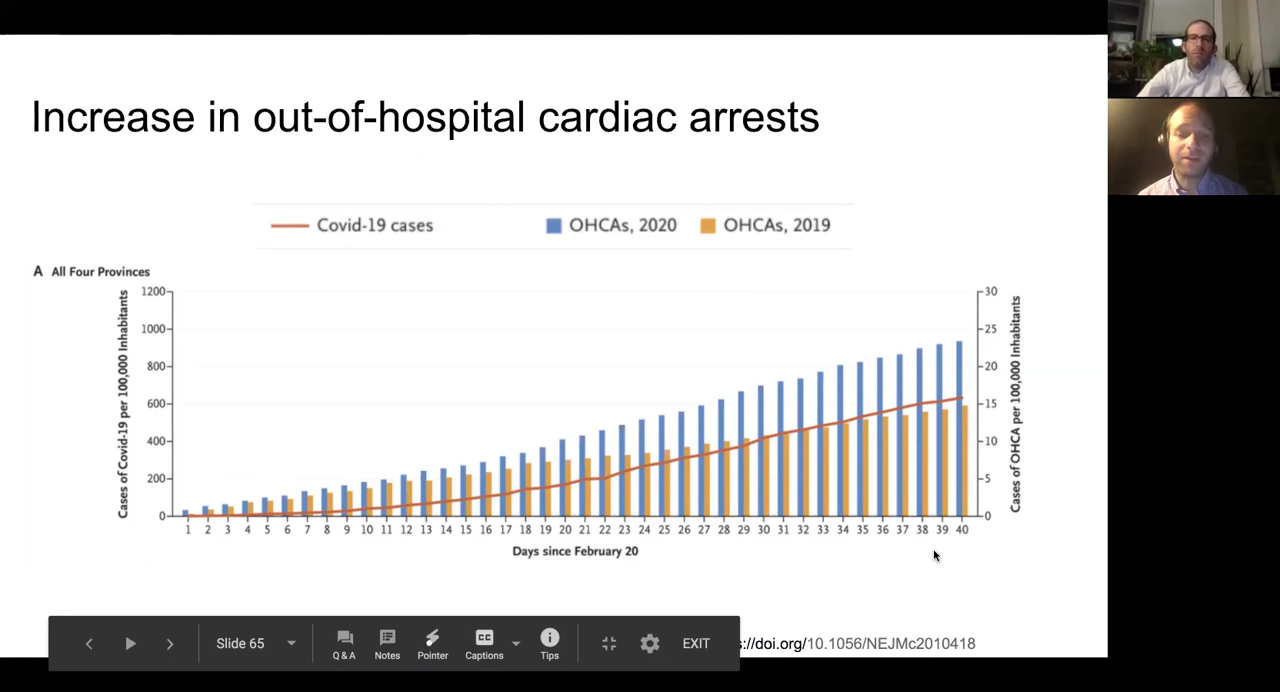 Increase in out-of-hospital cardiac arrests
Covid-19 cases
OHCAs, 2020
OHCAs, 2019
A All Four Provinces
Cases of Covid-19 per 100,000 Inhabitants
1200
1000
800
600
400
200
0
30
25
20
15
10
5
0
Cases of OHCA per 100,000 Inhabitants
1 2 3 4 5 6 7 8 9 10 11 12 13 14 15 16 17 18 19 20 21 22 23 24 25 26 27 28 29 30 31 32 33 34 35 36 37 38 39 40
Days since February 20
Slide 65
Q & A
Notes
Pointer
CC
Captions
Tips
EXIT
s://doi.org/10.1056/NEJMc2010418